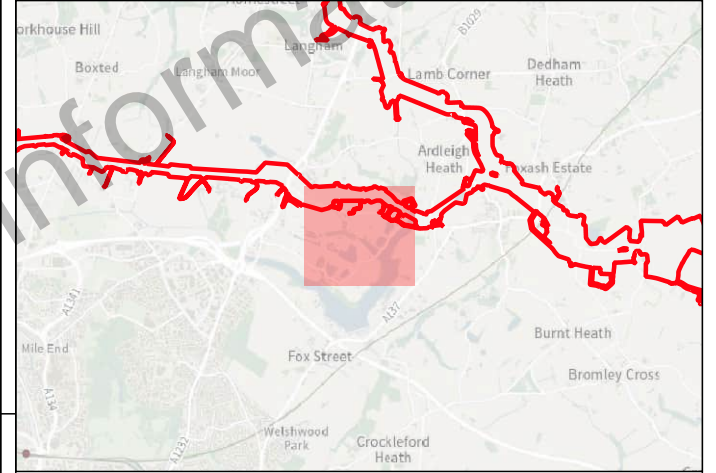 orkhouse Hill
Langham
B1029
Boxted
Langham Moor
Lamb Corner
Dedham
Heath
informat
Ardleigh
Heath
oxash Estate
A1341
A137
Mile End
Fox Street
Burnt Heath
Bromley Cross
A134
A1232
Welshwood
Park
Crockleford
Heath